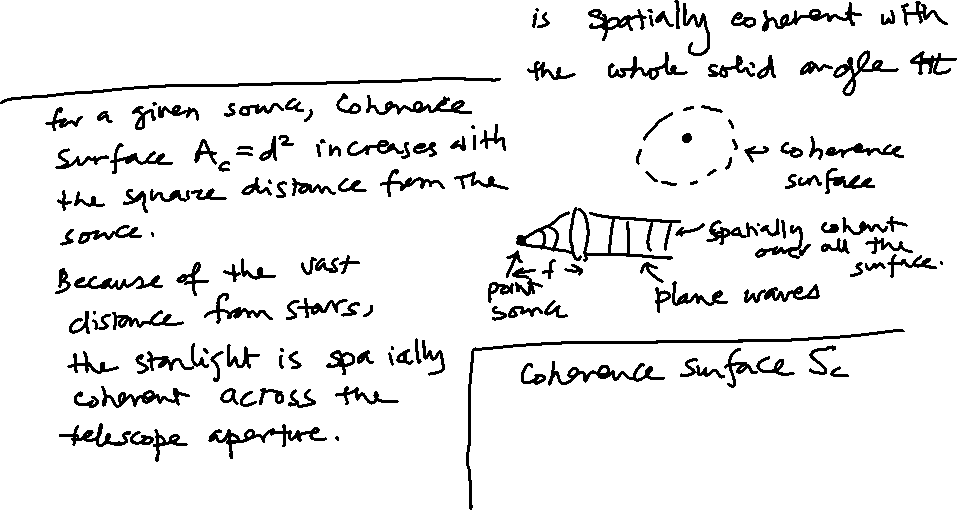 is spatially coherent with
the whole solid angle 4π
for a given source, Coherence
Surface A_c = d² increases with
the square distance from the
source.
Because of the vast
distance from stars,
the starlight is spa ially
coherent across the
telescope aperture.
coherence
surface
f
point
source
plane waves
spatially cohent
over all the
surface.
Coherence Surface S_c